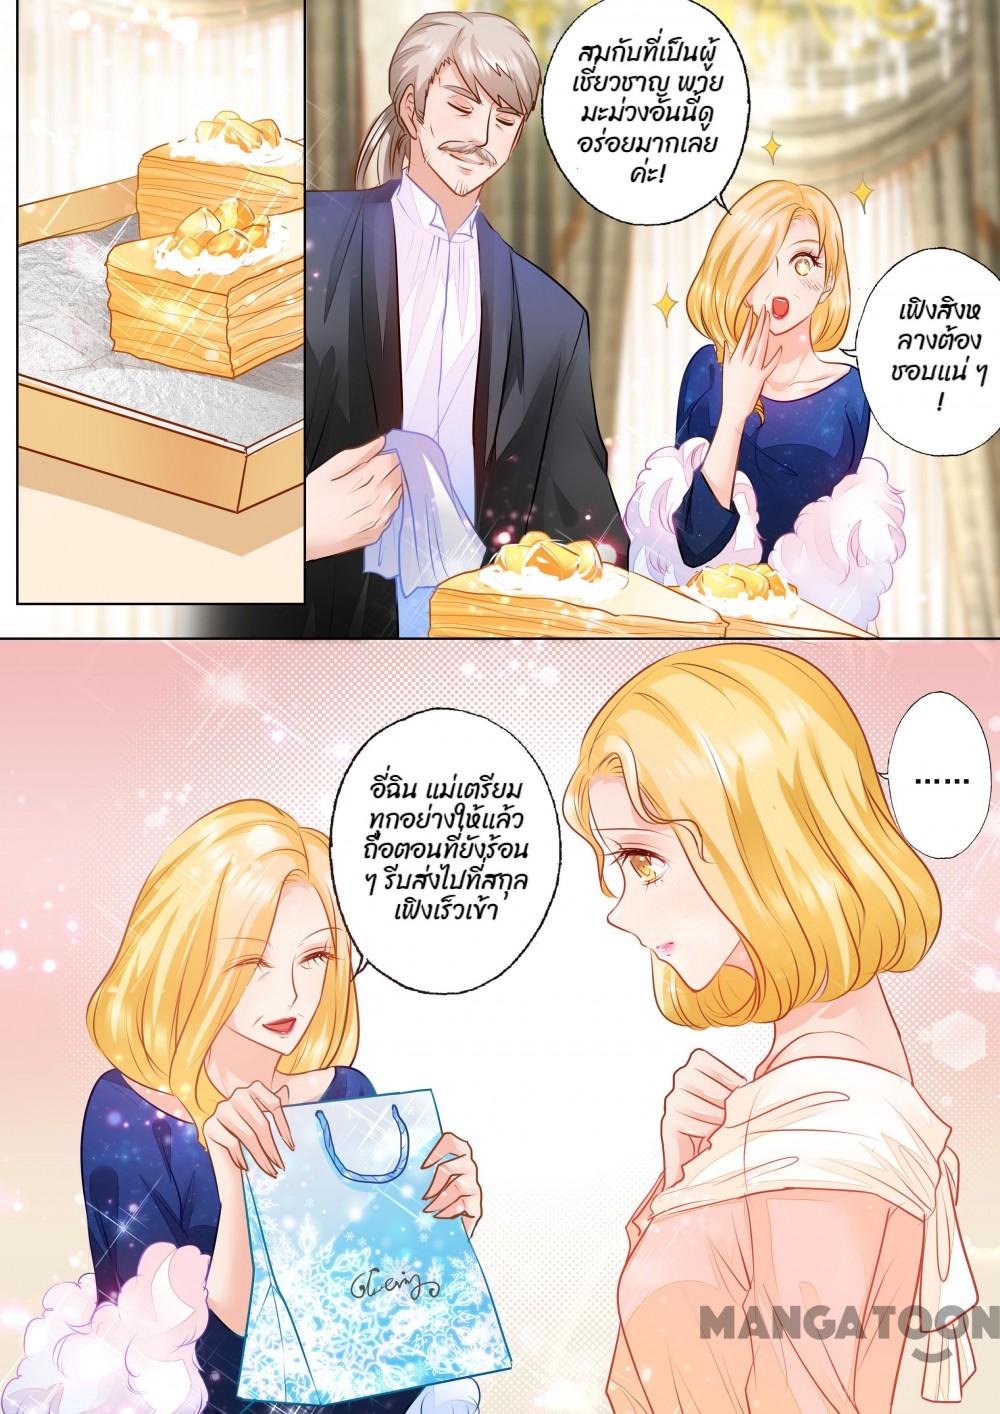 สมกับที่เป็นผู้
เชี่ยวชาญ พาย
มะม่วงอันนี้ดู
อร่อยมากเลย
ค่ะ!
เฟิงสิงห
ลางต้อง
ชอบแน่ ๆ
!
อี่ฉิน แม่เตรียม
ทุกอย่างให้แล้ว
ถือตอนที่ยังร้อน
ๆ รีบส่งไปที่สกุล
เฟิงเร็วเข้า
......
MANGATOON